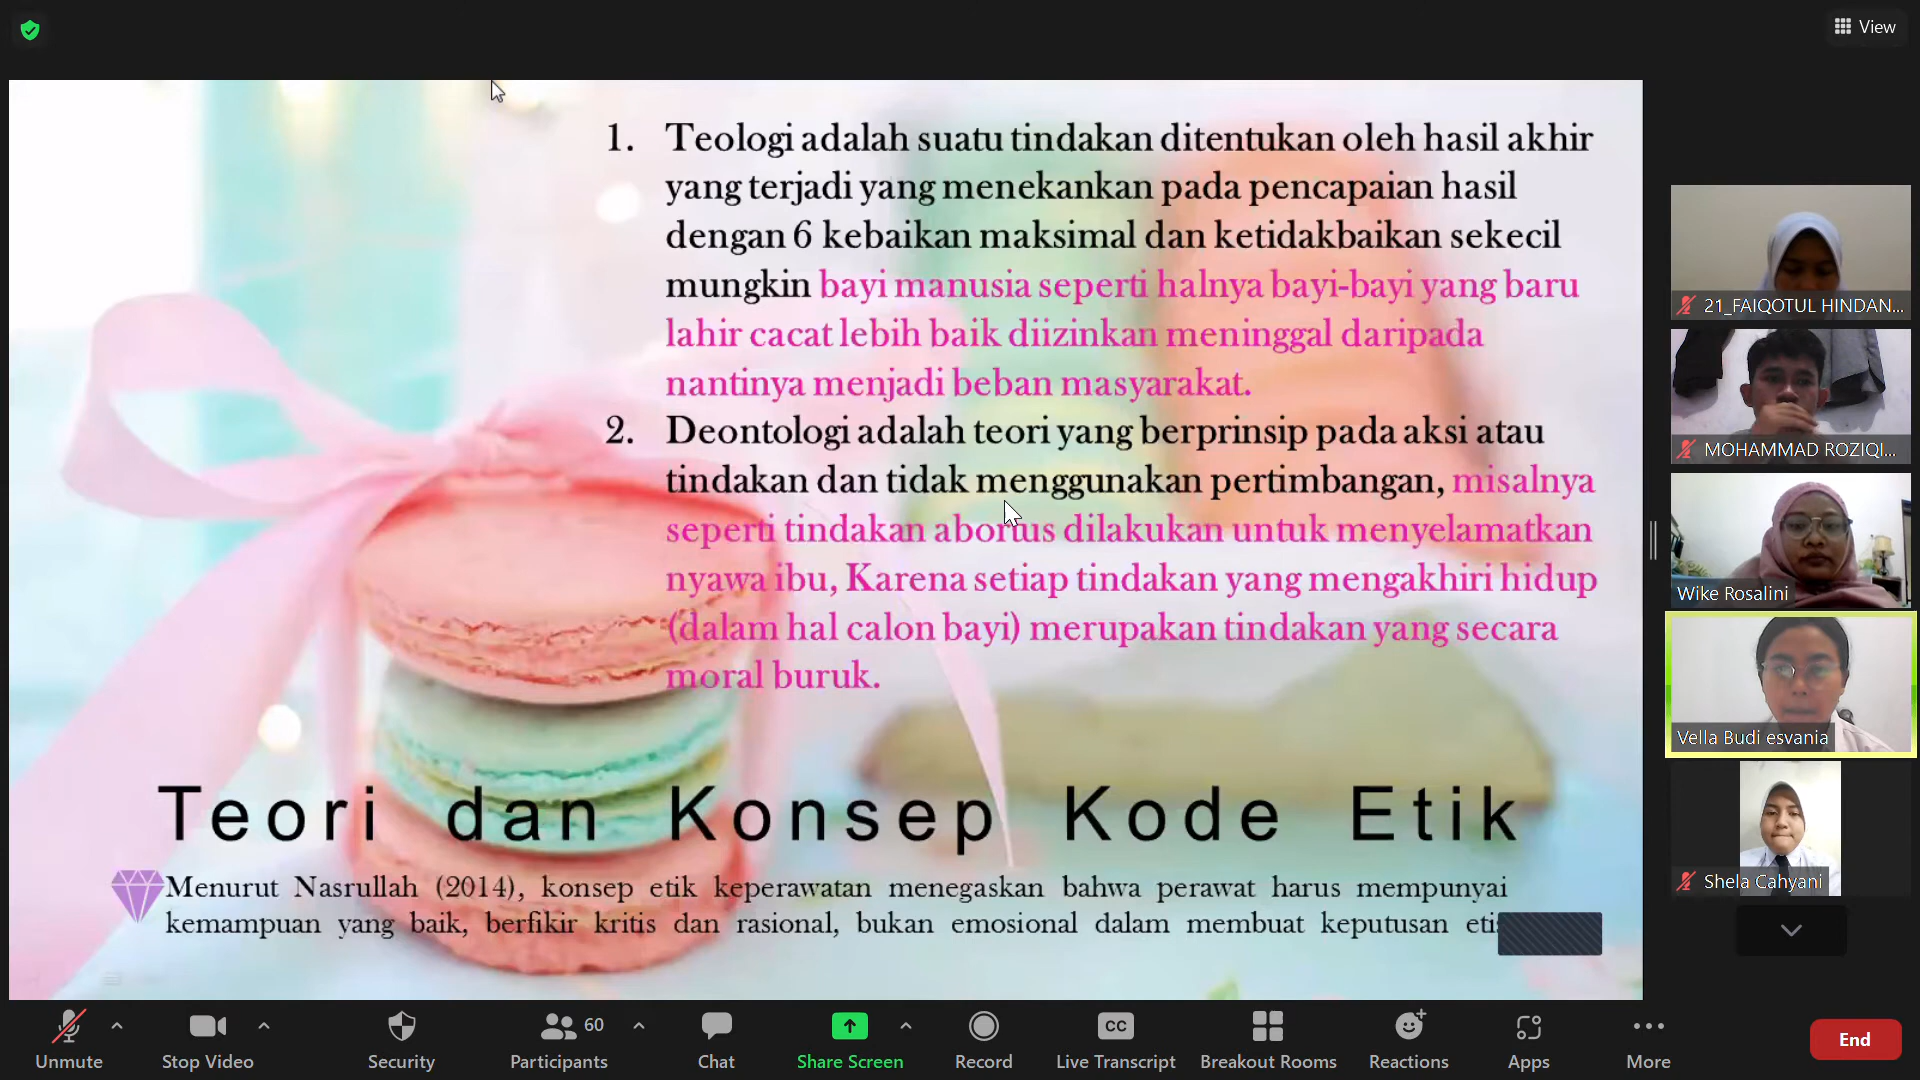 View
1. Teologi adalah suatu tindakan ditentukan oleh hasil akhir
yang terjadi yang menekankan pada pencapaian hasil
dengan 6 kebaikan maksimal dan ketidakbaikan sekecil
mungkin bayi manusia seperti halnya bayi-bayi yang baru
lahir cacat lebih baik diizinkan meninggal daripada
nantinya menjadi beban masyarakat.
2. Deontologi adalah teori yang berprinsip pada aksi atau
tindakan dan tidak menggunakan pertimbangan, misalnya
seperti tindakan abortus dilakukan untuk menyelamatkan
nyawa ibu, Karena setiap tindakan yang mengakhiri hidup
(dalam hal calon bayi) merupakan tindakan yang secara
moral buruk.
Teori dan Konsep Kode Etik
Menurut Nasrullah (2014), konsep etik keperawatan menegaskan bahwa perawat harus mempunyai
kemampuan yang baik, berfikir kritis dan rasional, bukan emosional dalam membuat keputusan
21_FAIQOTUL HINDAN...
MOHAMMAD ROZIQI...
Wike Rosalini
Vella Budi esvania
Shela Cahyani
Unmute
Stop Video
Security
60
Participants
Chat
Share Screen
Record
CC
Live Transcript
Breakout Rooms
Reactions
Apps
More
End